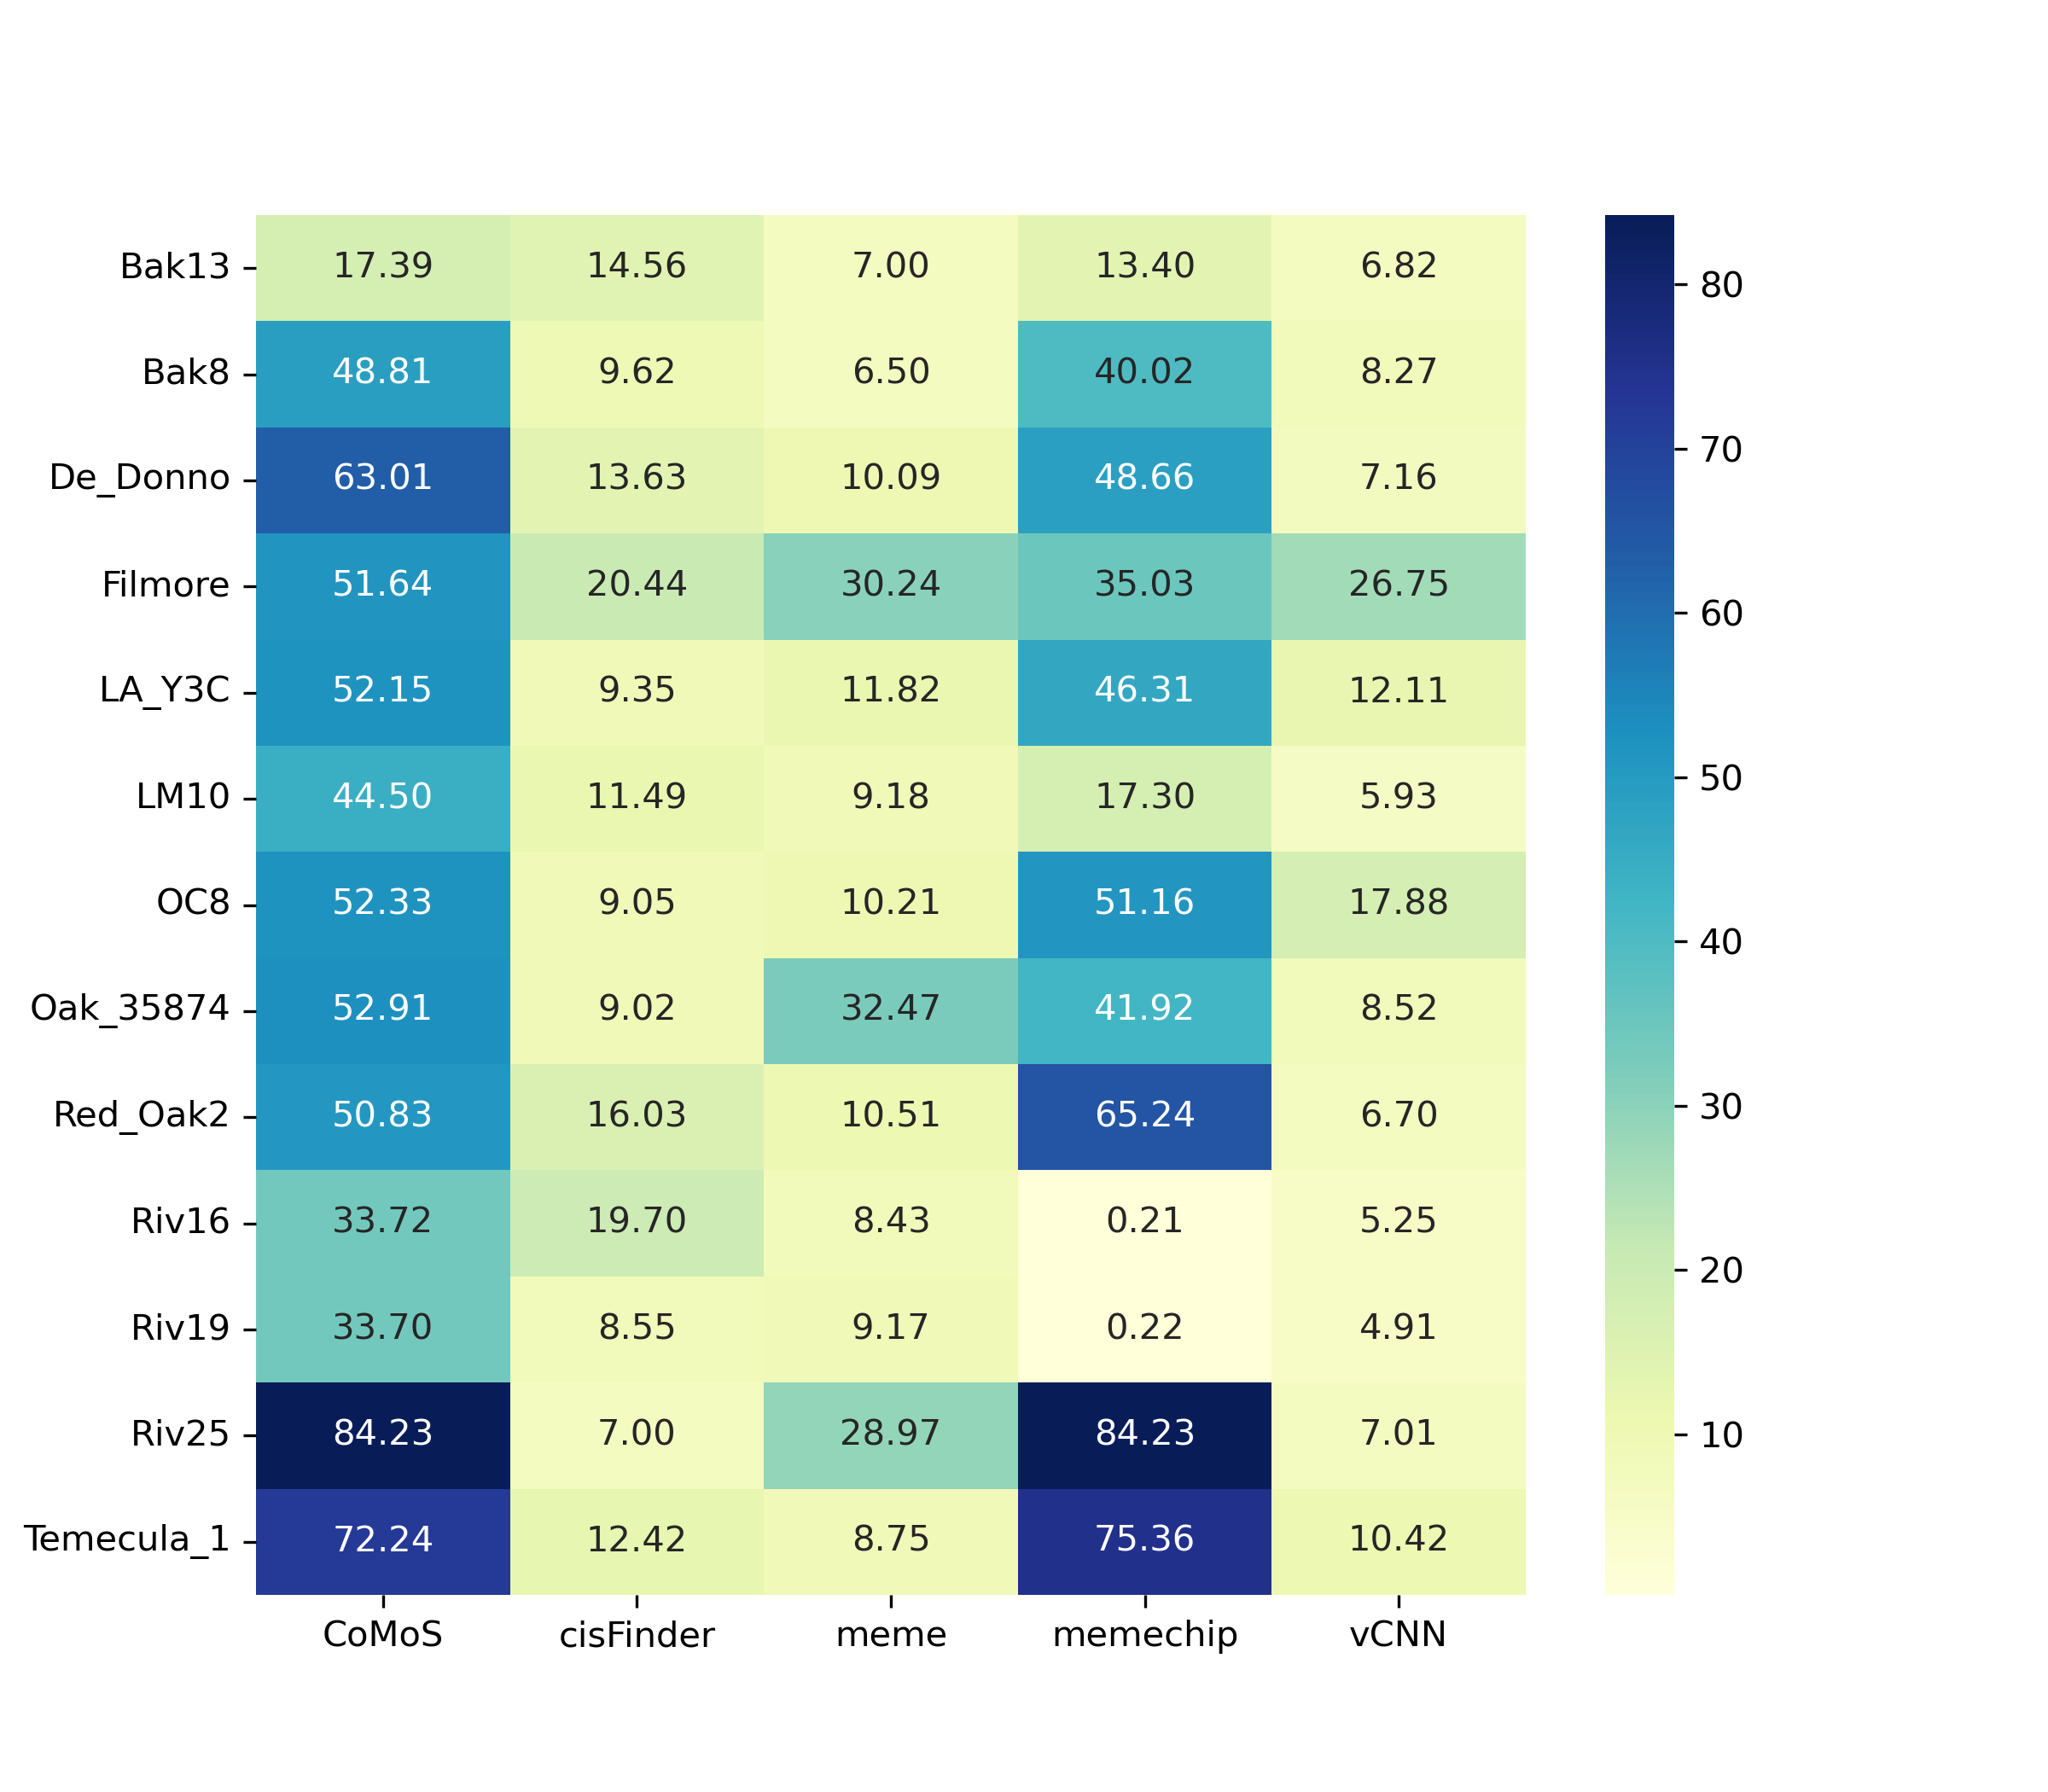 Bak13 17.39 14.56 7.00 13.40 6.82
Bak8 48.81 9.62 6.50 40.02 8.27
De_Donno 63.01 13.63 10.09 48.66 7.16
Filmore 51.64 20.44 30.24 35.03 26.75
LA_Y3C 52.15 9.35 11.82 46.31 12.11
LM10 44.50 11.49 9.18 17.30 5.93
OC8 52.33 9.05 10.21 51.16 17.88
Oak_35874 52.91 9.02 32.47 41.92 8.52
Red_Oak2 50.83 16.03 10.51 65.24 6.70
Riv16 33.72 19.70 8.43 0.21 5.25
Riv19 33.70 8.55 9.17 0.22 4.91
Riv25 84.23 7.00 28.97 84.23 7.01
Temecula_1 72.24 12.42 8.75 75.36 10.42
CoMoS cisFinder meme memechip vCNN
80
70
60
50
40
30
20
10